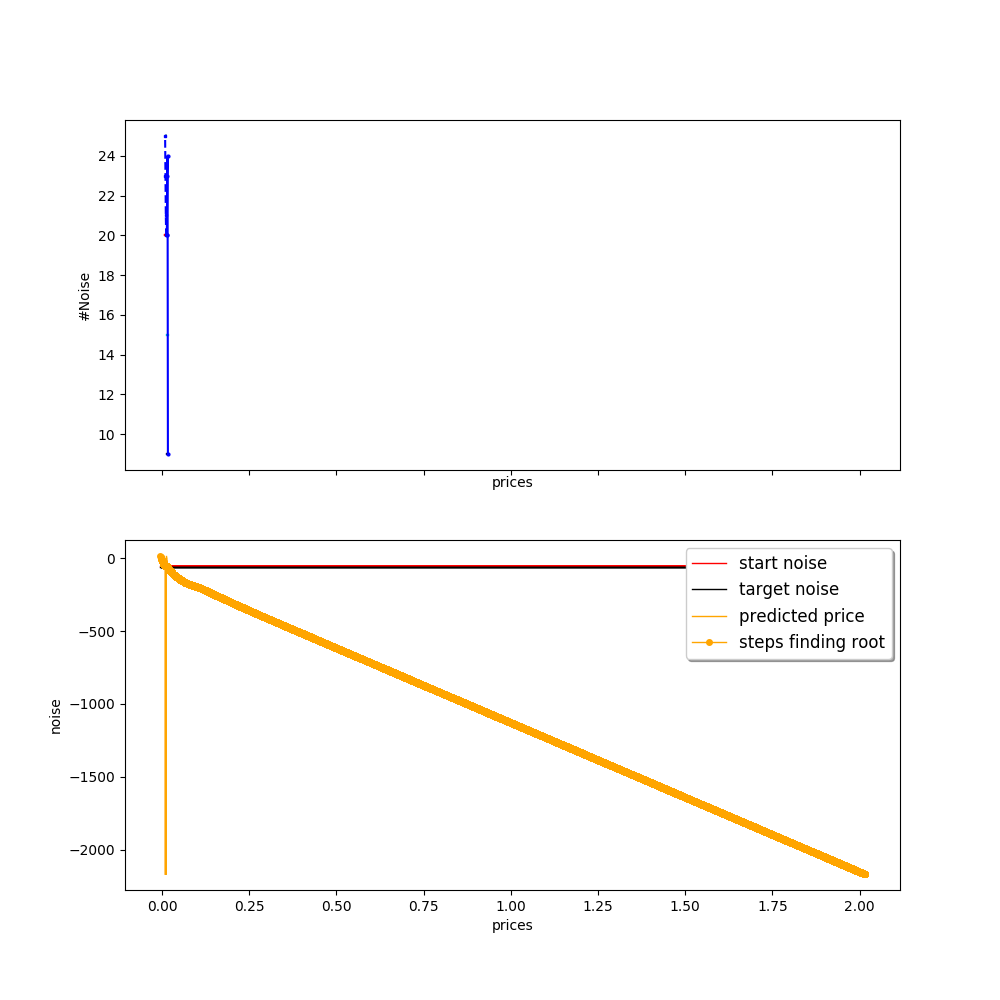 24
22
20
18
16
14
12
10
#Noise
prices
0
−500
−1000
−1500
−2000
noise
start noise
target noise
predicted price
steps finding root
0.00 0.25 0.50 0.75 1.00 1.25 1.50 1.75 2.00
prices